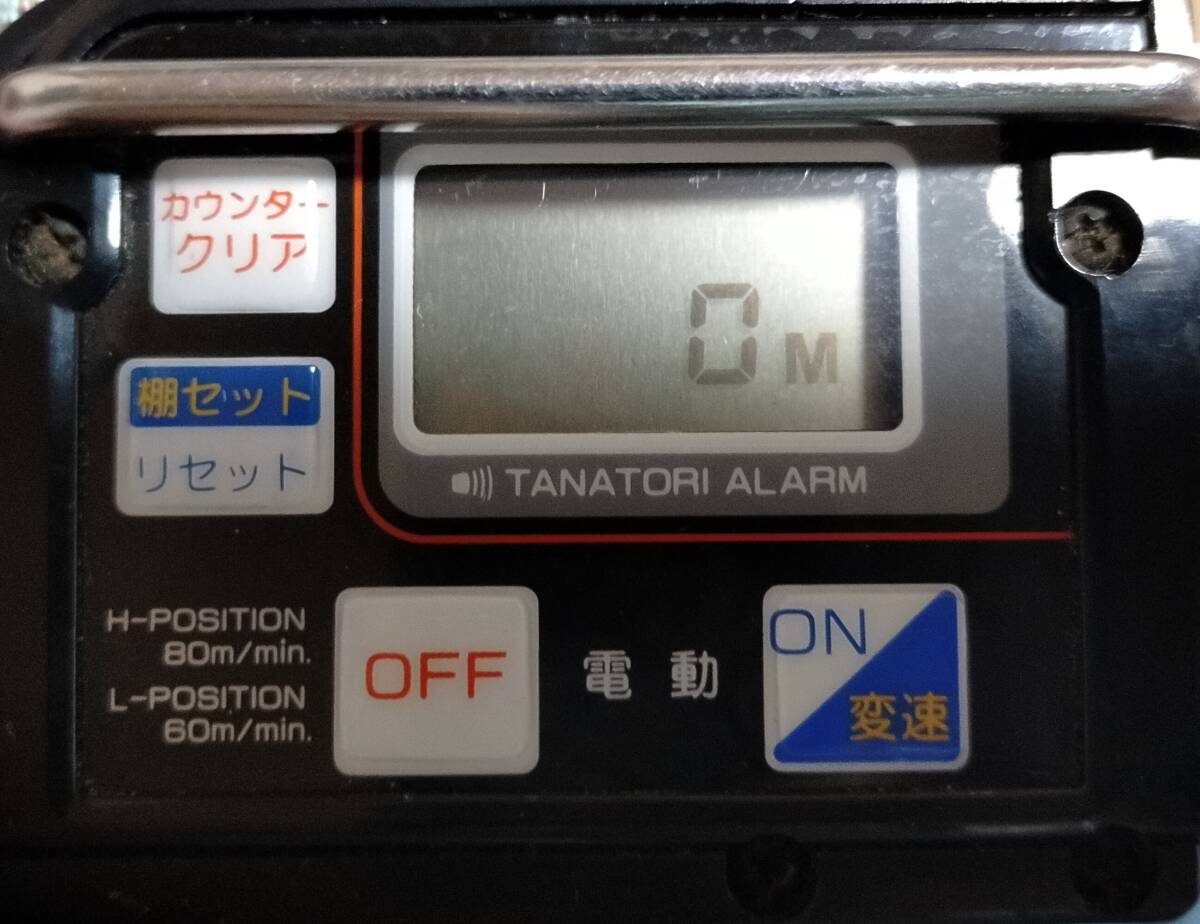 カウンター
クリア
0M
棚セット
リセット
TANATORI ALARM
H-POSITION
80m/min.
L-POSITION
60m/min.
OFF
電動
ON
変速